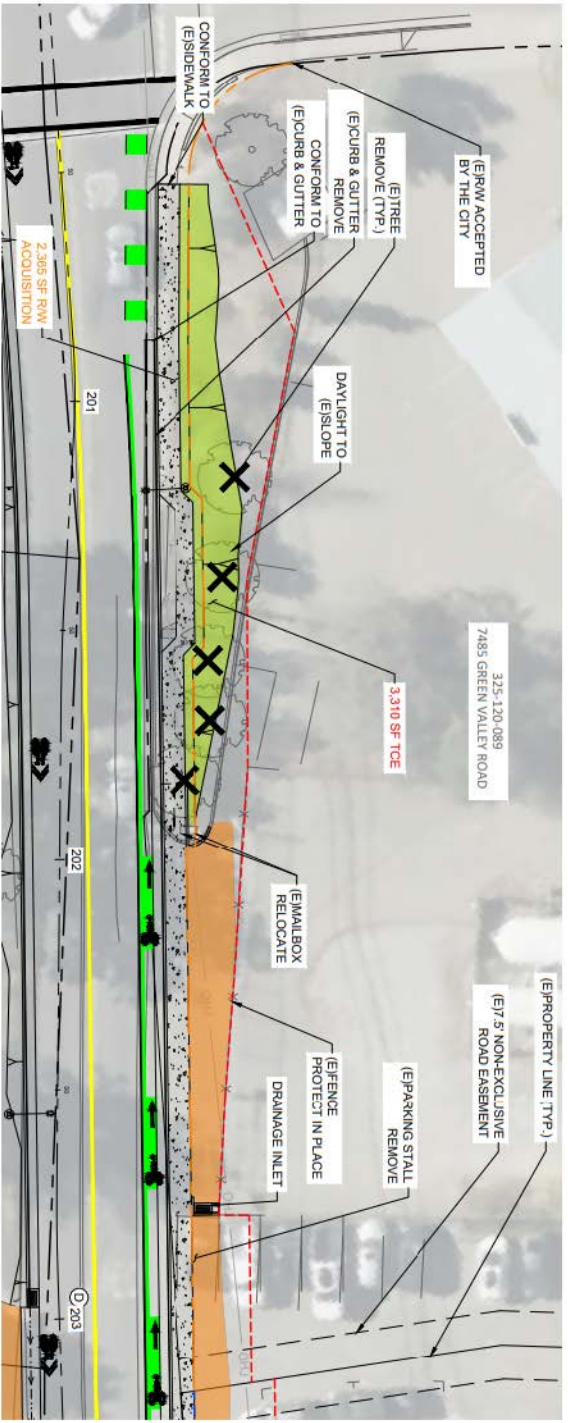 CONFORM TO
(E)SIDEWALK
CONFORM TO
(E)CURB & GUTTER
REMOVE
(E)CURB & GUTTER
(E)TREE
REMOVE (TYP.)
(E)R/W ACCEPTED
BY THE CITY
DAYLIGHT TO
(E)SLOPE
2,365 SF R/W
ACQUISITION
325-120-089
7485 GREEN VALLEY ROAD
3,310 SF TCE
(E)MAILBOX
RELOCATE
(E)FENCE
PROTECT IN PLACE
DRAINAGE INLET
(E)PARKING STALL
REMOVE
(E)7.5' NON-EXCLUSIVE
ROAD EASEMENT
(E)PROPERTY LINE (TYP.)
201
202
203
D
50
50
50